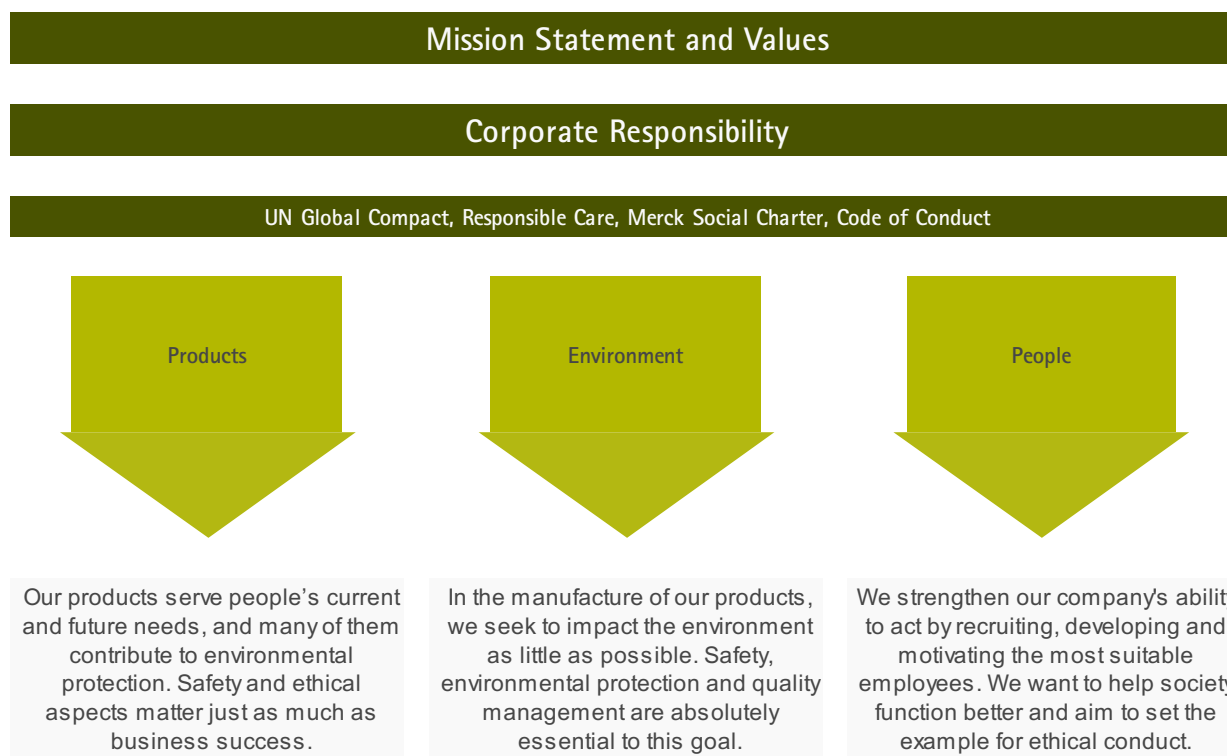 Mission Statement and Values
Corporate Responsibility
UN Global Compact, Responsible Care, Merck Social Charter, Code of Conduct
Products
Environment
People
Our products serve people’s current
and future needs, and many of them
contribute to environmental
protection. Safety and ethical
aspects matter just as much as
business success.
In the manufacture of our products,
we seek to impact the environment
as little as possible. Safety,
environmental protection and quality
management are absolutely
essential to this goal.
We strengthen our company's ability
to act by recruiting, developing and
motivating the most suitable
employees. We want to help society
function better and aim to set the
example for ethical conduct.